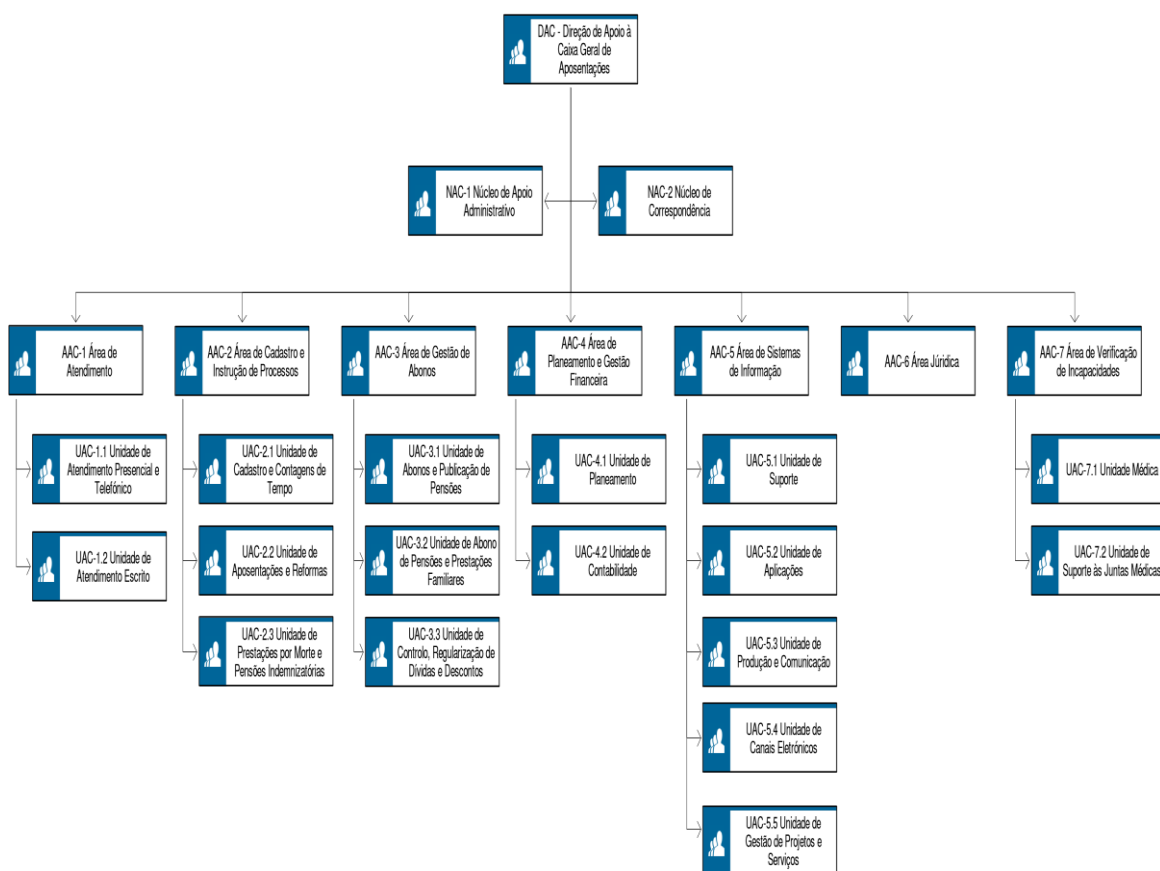 DAC - Direção de Apoio à
Caixa Geral de
Aposentações
NAC-1 Núcleo de Apoio
Administrativo
NAC-2 Núcleo de
Correspondência
AAC-1 Área de
Atendimento
AAC-2 Área de Cadastro e
Instrução de Processos
AAC-3 Área de Gestão de
Abonos
AAC-4 Área de
Planeamento e Gestão
Financeira
AAC-5 Área de Sistemas
de Informação
AAC-6 Área Júridica
AAC-7 Área de Verificação
de Incapacidades
UAC-1.1 Unidade de
Atendimento Presencial e
Telefónico
UAC-1.2 Unidade de
Atendimento Escrito
UAC-2.1 Unidade de
Cadastro e Contagens de
Tempo
UAC-2.2 Unidade de
Aposentações e Reformas
UAC-2.3 Unidade de
Prestações por Morte e
Pensões Indemnizatórias
UAC-3.1 Unidade de
Abonos e Publicação de
Pensões
UAC-3.2 Unidade de Abono
de Pensões e Prestações
Familiares
UAC-3.3 Unidade de
Controlo, Regularização de
Dívidas e Descontos
UAC-4.1 Unidade de
Planeamento
UAC-4.2 Unidade de
Contabilidade
UAC-5.1 Unidade de
Suporte
UAC-5.2 Unidade de
Aplicações
UAC-5.3 Unidade de
Produção e Comunicação
UAC-5.4 Unidade de
Canais Eletrónicos
UAC-5.5 Unidade de
Gestão de Projetos e
Serviços
UAC-7.1 Unidade Médica
UAC-7.2 Unidade de
Suporte às Juntas Médicas